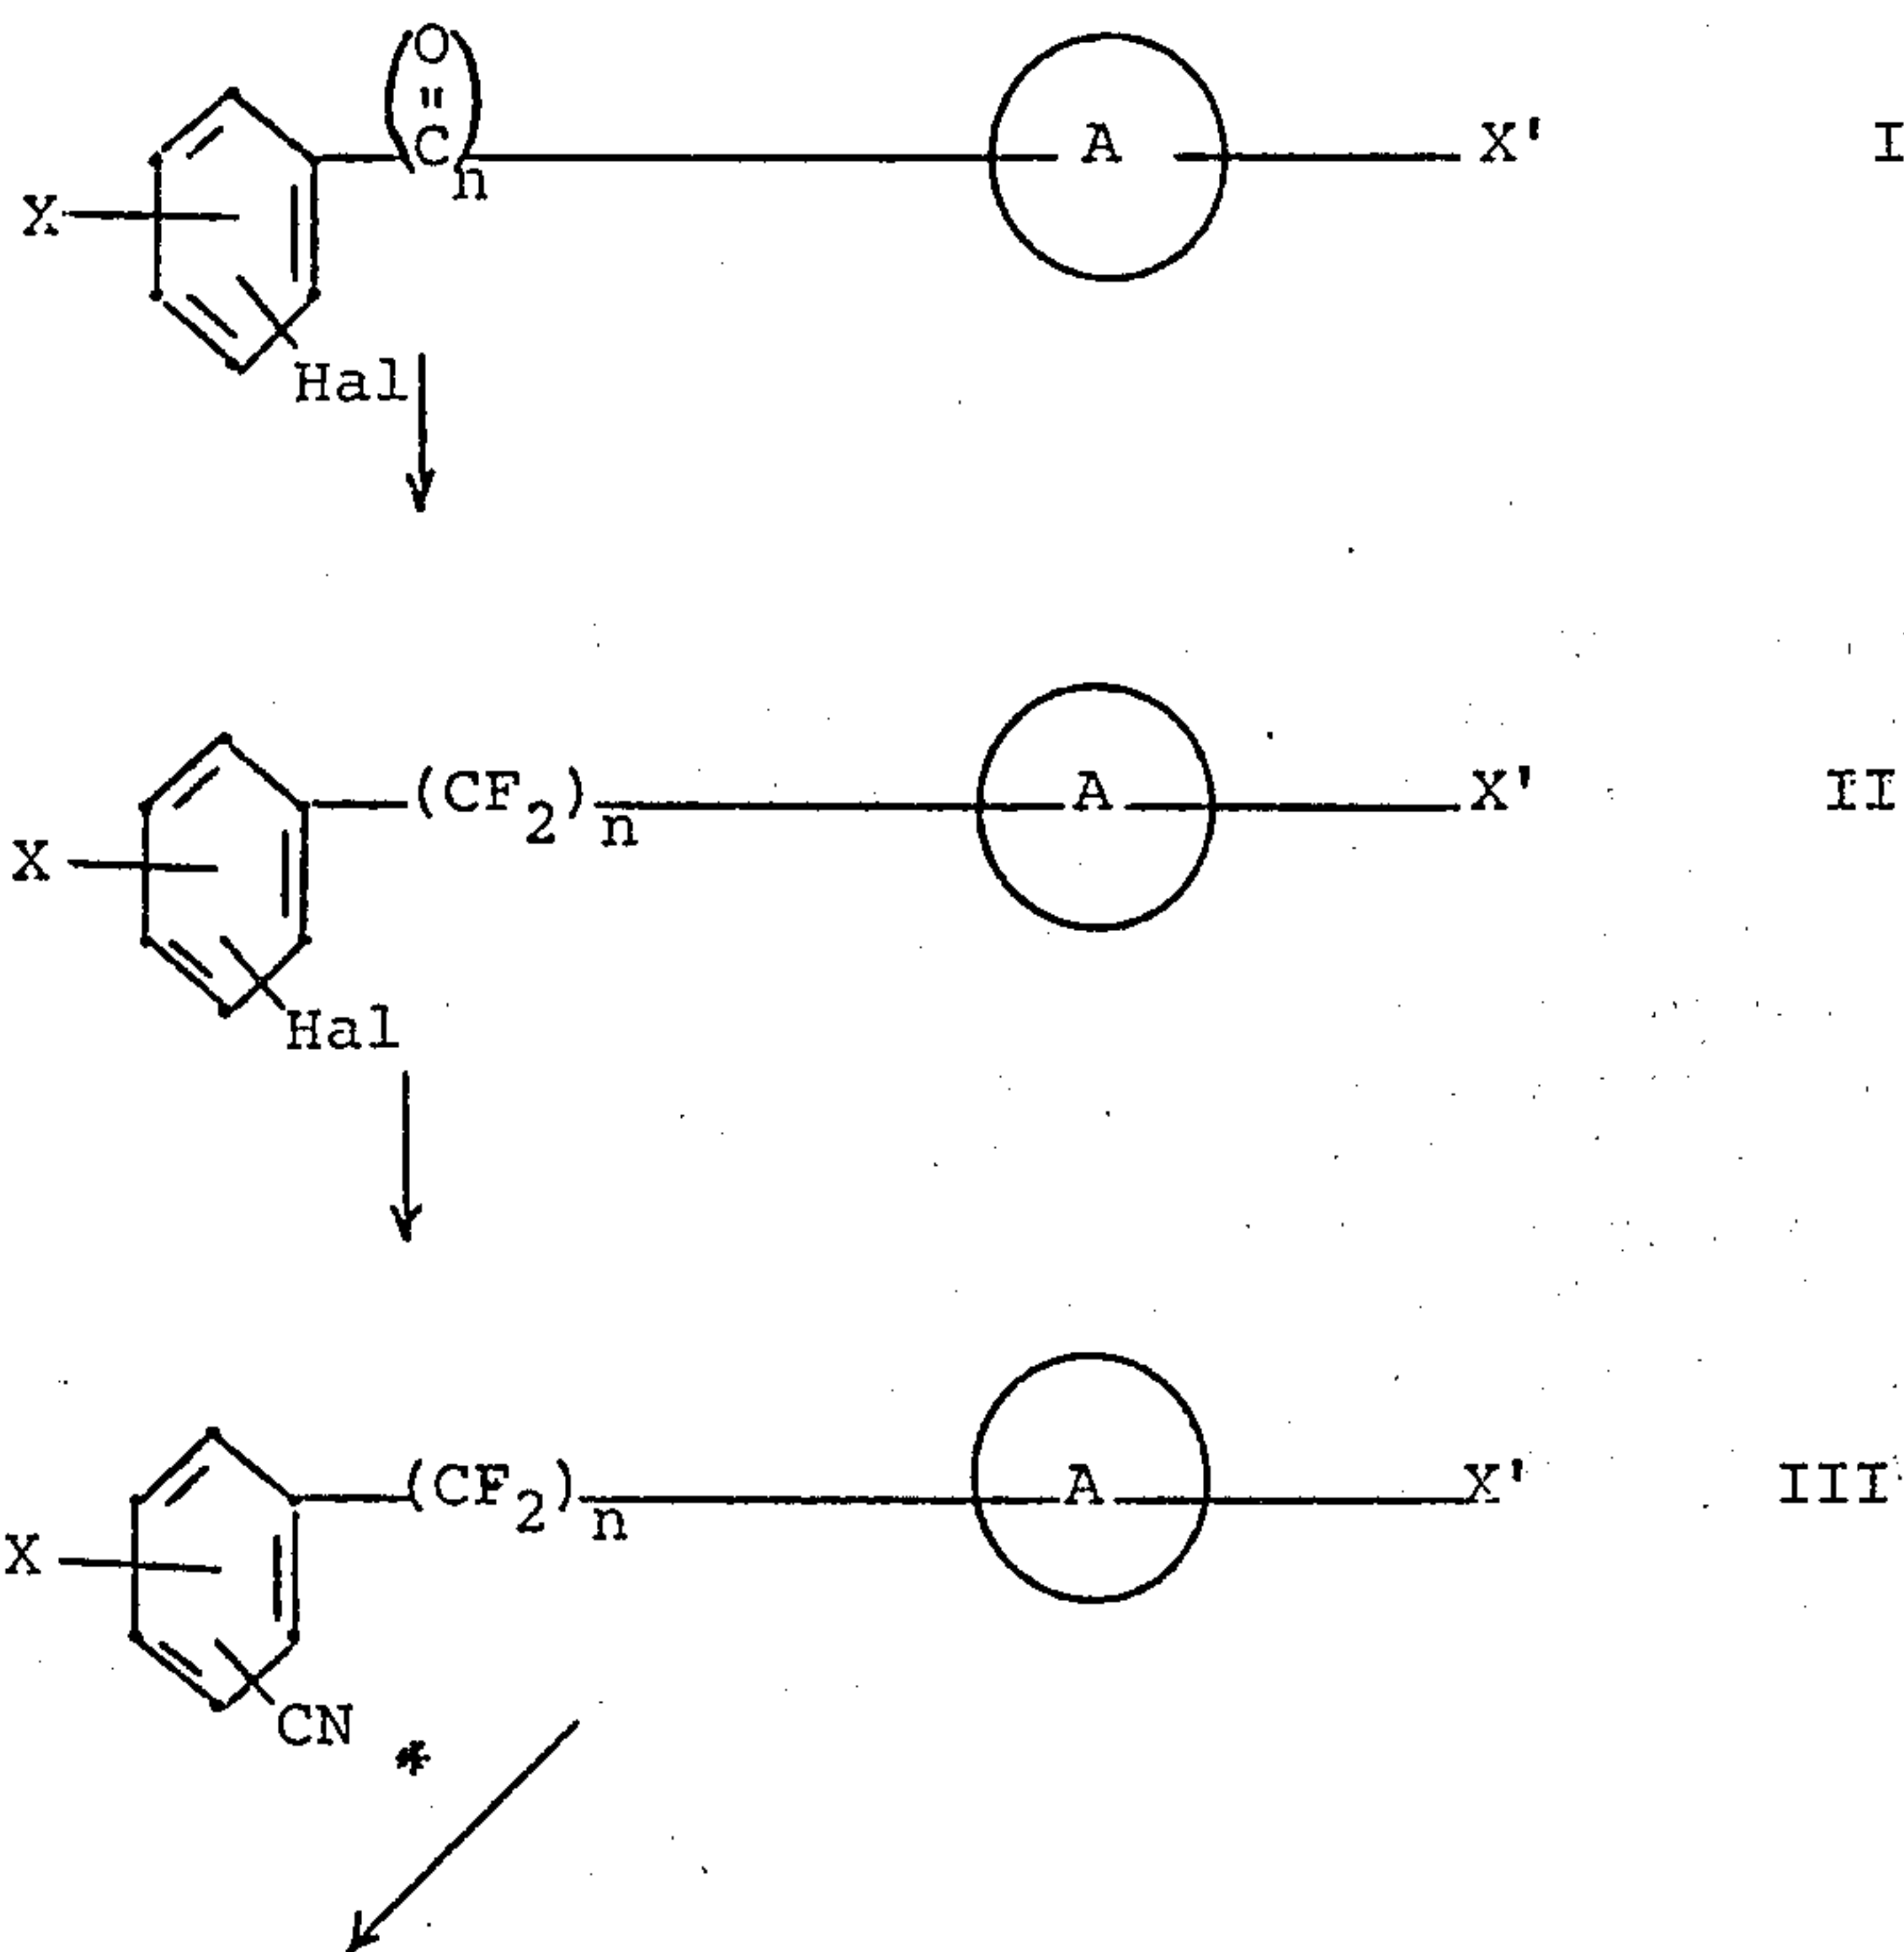 O
"
C n A X' I
X
Hal
(CF2)n A X' II
X
Hal
(CF2)n A X' III
X
CN *